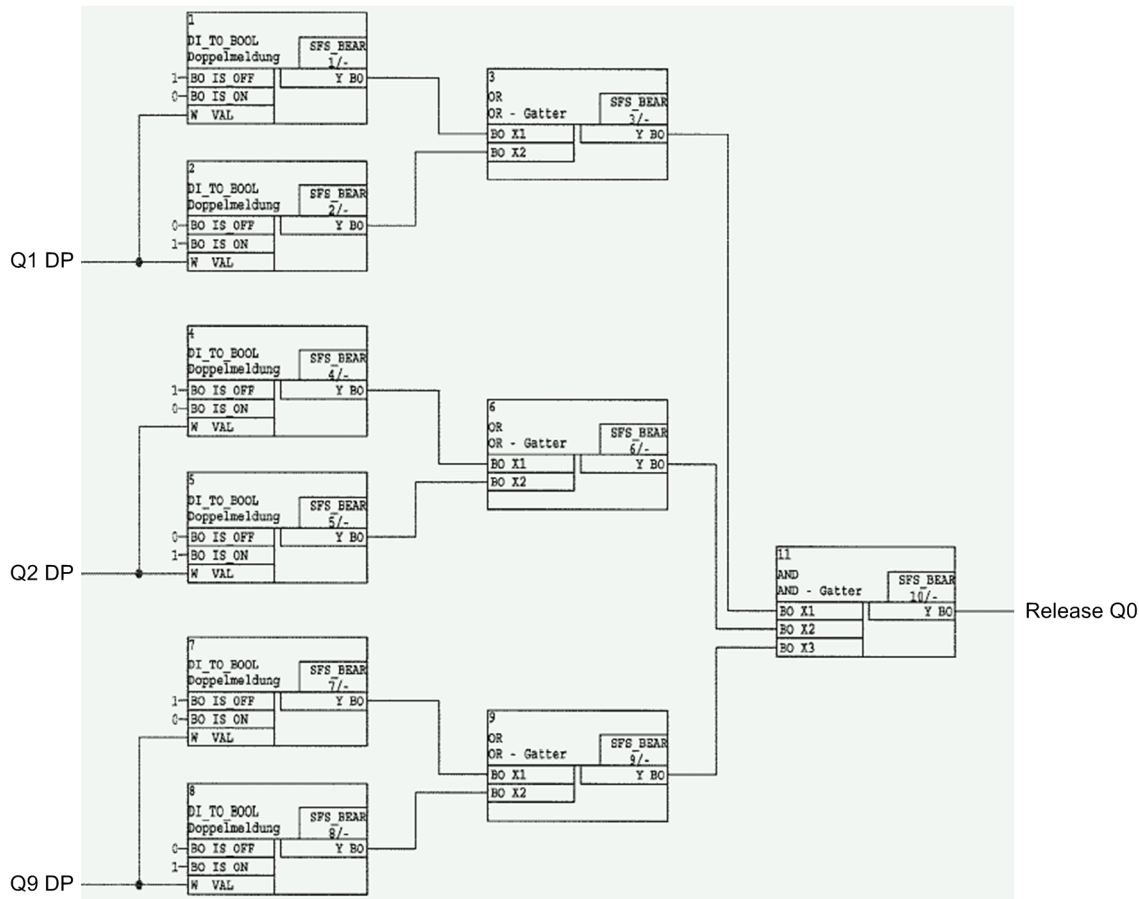 1
DI_TO_BOOL
Doppelmeldung
SFS_BEAR
1/-
1 BO IS_OFF
Y BO
0 BO IS_ON
W VAL
2
DI_TO_BOOL
Doppelmeldung
SFS_BEAR
2/-
0 BO IS_OFF
Y BO
1 BO IS_ON
Q1 DP
W VAL
3
OR
OR - Gatter
SFS_BEAR
3/-
BO X1
Y BO
BO X2
4
DI_TO_BOOL
Doppelmeldung
SFS_BEAR
4/-
1 BO IS_OFF
Y BO
0 BO IS_ON
W VAL
5
DI_TO_BOOL
Doppelmeldung
SFS_BEAR
5/-
0 BO IS_OFF
Y BO
1 BO IS_ON
Q2 DP
W VAL
6
OR
OR - Gatter
SFS_BEAR
6/-
BO X1
Y BO
BO X2
7
DI_TO_BOOL
Doppelmeldung
SFS_BEAR
7/-
1 BO IS_OFF
Y BO
0 BO IS_ON
W VAL
8
DI_TO_BOOL
Doppelmeldung
SFS_BEAR
8/-
0 BO IS_OFF
Y BO
1 BO IS_ON
Q9 DP
W VAL
9
OR
OR - Gatter
SFS_BEAR
9/-
BO X1
Y BO
BO X2
11
AND
AND - Gatter
SFS_BEAR
10/-
BO X1
Y BO
BO X2
BO X3
Release Q0